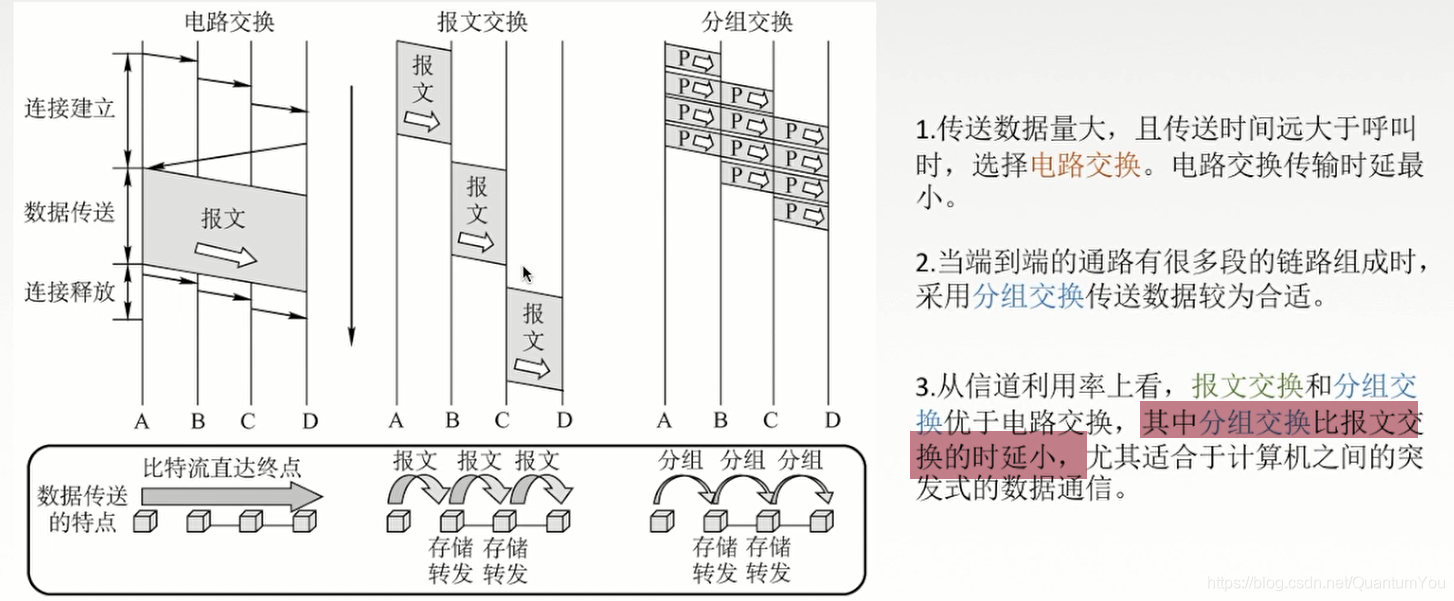 电路交换
报文交换
分组交换
连接建立
数据传送
连接释放
报文
报
文
报
文
报
文
P
P
P
P
P
P
P
P
P
P
P
P
A
B
C
D
A
B
C
D
A
B
C
D
数据传送
的特点
比特流直达终点
报文 报文 报文
存储 存储
转发 转发
分组 分组 分组
存储 存储
转发 转发
1.传送数据量大，且传送时间远大于呼叫
时，选择电路交换。电路交换传输时延最
小。
2.当端到端的通路有很多段的链路组成时，
采用分组交换传送数据较为合适。
3.从信道利用率上看，报文交换和分组交
换优于电路交换，其中分组交换比报文交
换的时延小，尤其适合于计算机之间的突
发式的数据通信。
https://blog.csdn.net/QuantumYou